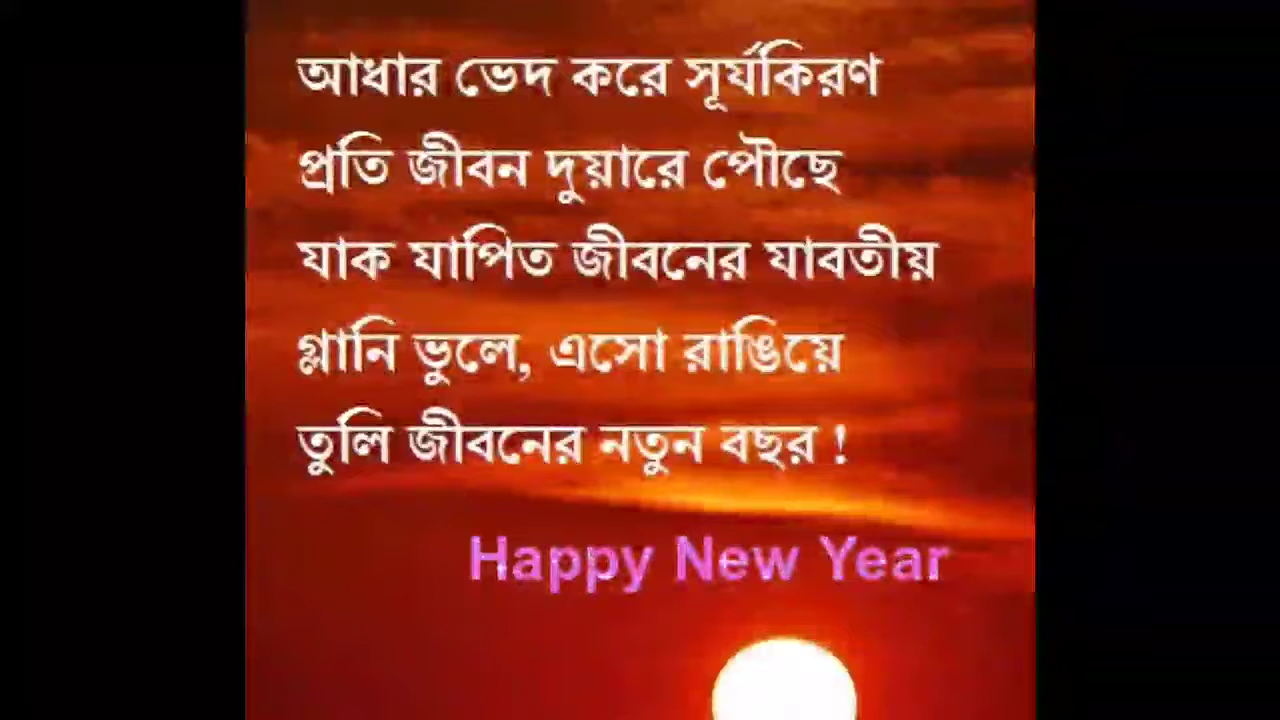 আধার ভেদ করে সূর্যকিরণ
প্রতি জীবন দুয়ারে পৌছে
যাক যাপিত জীবনের যাবতীয়
গ্লানি ভুলে, এসো রাঙিয়ে
তুলি জীবনের নতুন বছর !
Happy New Year